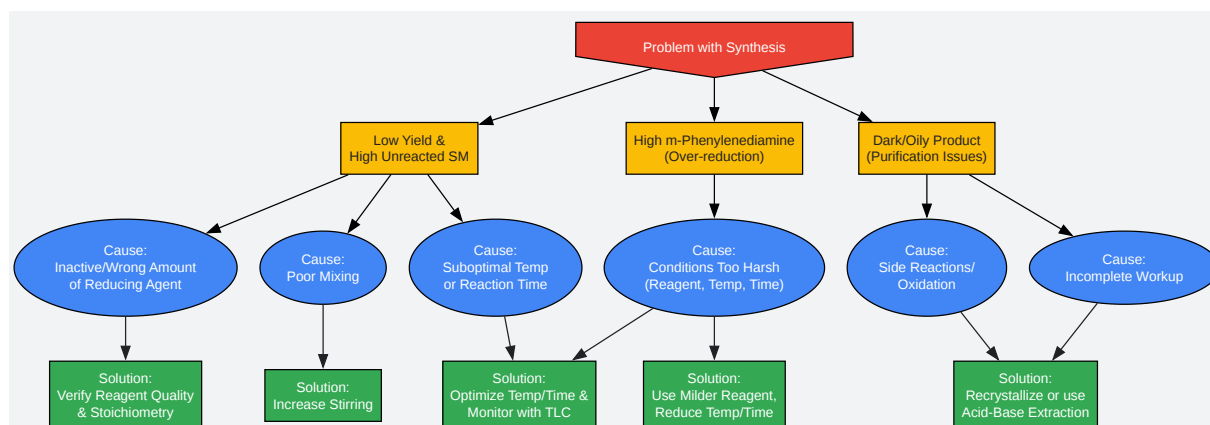 Problem with Synthesis
Low Yield &
High Unreacted SM
High m-Phenylenediamine
(Over-reduction)
Dark/Oily Product
(Purification Issues)
Cause:
Inactive/Wrong Amount
of Reducing Agent
Cause:
Poor Mixing
Cause:
Suboptimal Temp
or Reaction Time
Cause:
Conditions Too Harsh
(Reagent, Temp, Time)
Cause:
Side Reactions/
Oxidation
Cause:
Incomplete Workup
Solution:
Verify Reagent Quality
& Stoichiometry
Solution:
Increase Stirring
Solution:
Optimize Temp/Time &
Monitor with TLC
Solution:
Use Milder Reagent,
Reduce Temp/Time
Solution:
Recrystallize or use
Acid-Base Extraction